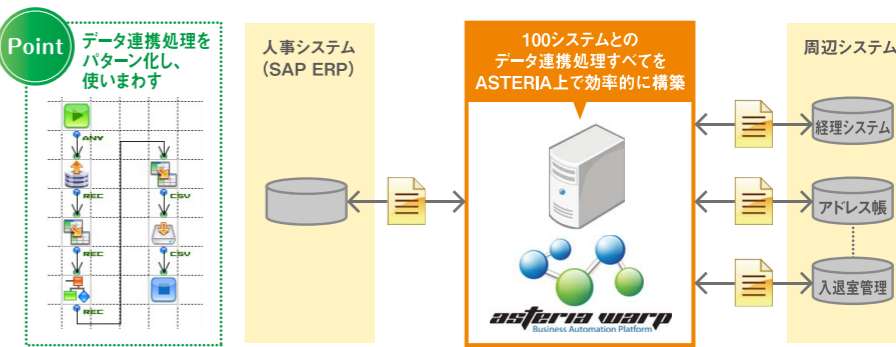 Point
データ連携処理を
パターン化し、
使いまわす
ANY
REC
REC
REC
CSV
CSV
人事システム
（SAP ERP）
100システムとの
データ連携処理すべてを
ASTERIA上で効率的に構築
asteria warp
Business Automation Platform
周辺システム
経理システム
アドレス帳
入退室管理